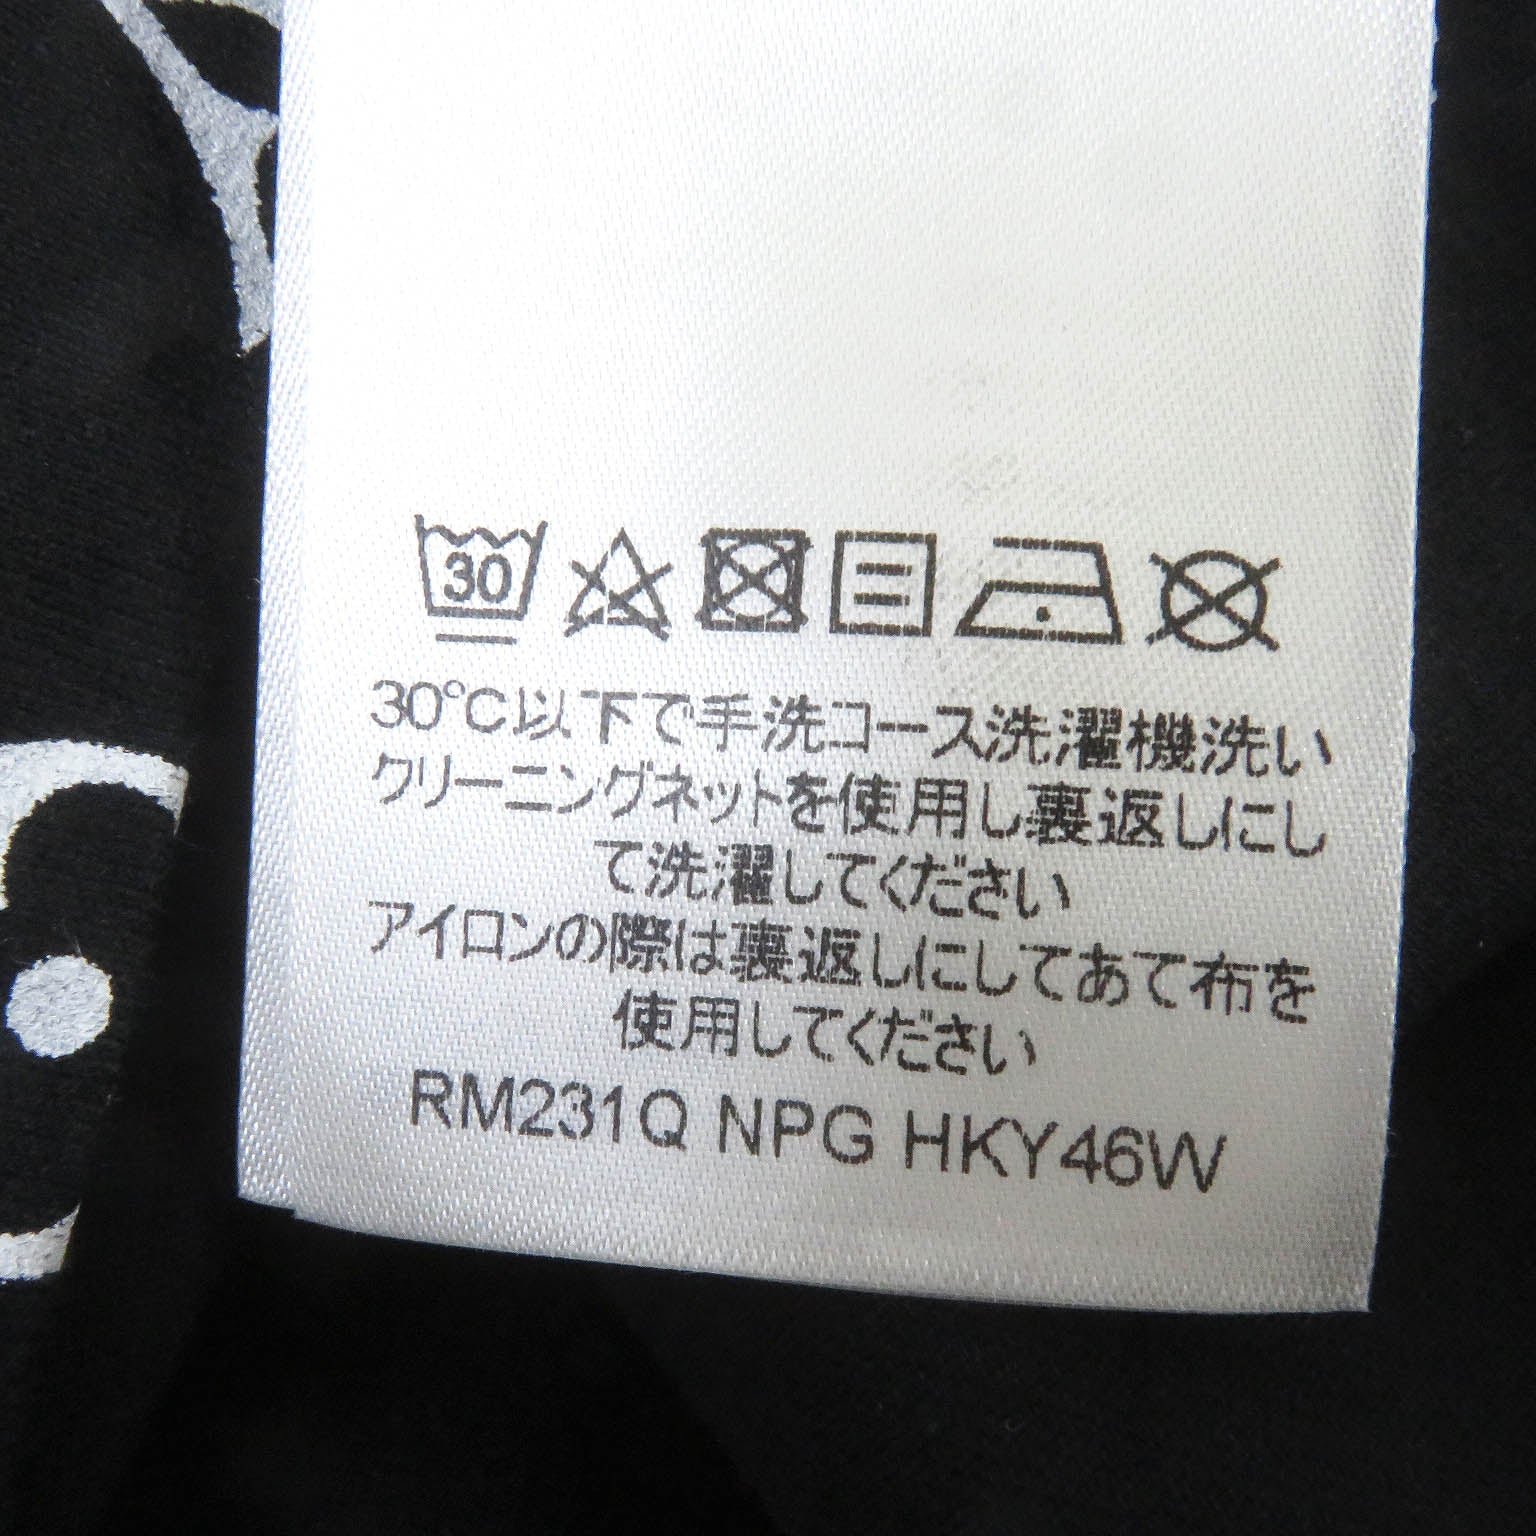 30
30℃以下で手洗コース洗濯機洗い
クリーニングネットを使用し裏返しにし
て洗濯してください
アイロンの際は裏返しにしてあて布を
使用してください
RM231Q NPG HKY46W